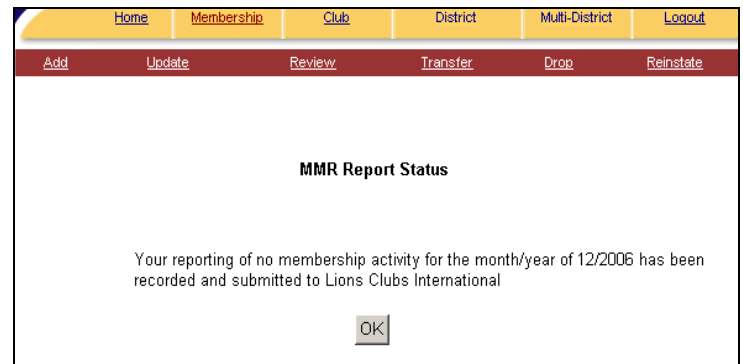 Home Membership Club District Multi-District Logout
Add Update Review Transfer Drop Reinstate
MMR Report Status
Your reporting of no membership activity for the month/year of 12/2006 has been
recorded and submitted to Lions Clubs International
OK